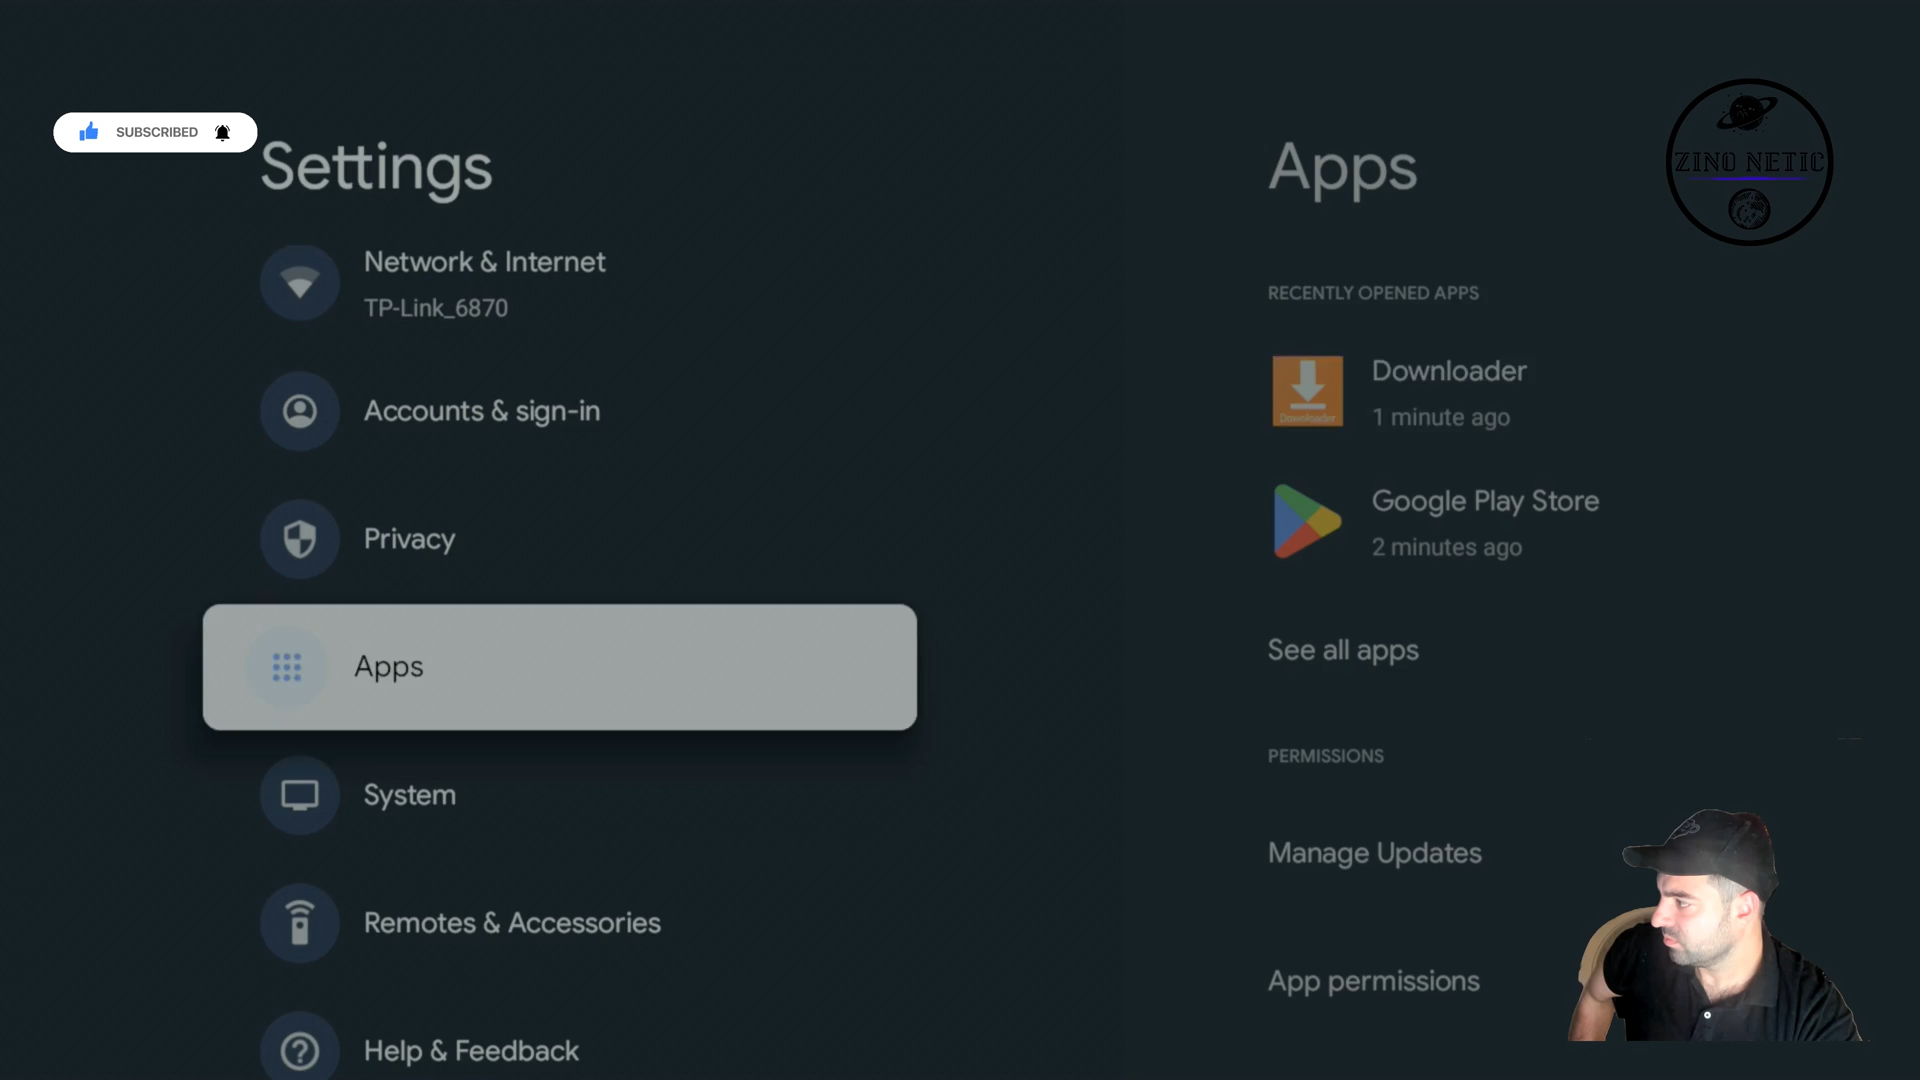 SUBSCRIBED
Settings
Network & Internet
TP-Link_6870
Accounts & sign-in
Privacy
Apps
System
Remotes & Accessories
Help & Feedback
Apps
ZINO NETIC
RECENTLY OPENED APPS
Downloader
Downloader
1 minute ago
Google Play Store
2 minutes ago
See all apps
PERMISSIONS
Manage Updates
App permissions